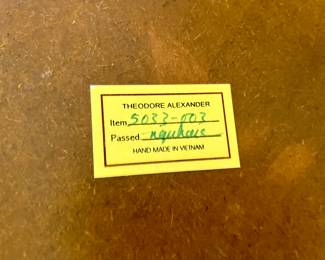 THEODORE ALEXANDER
Item 5033-003
Passed
HAND MADE IN VIETNAM